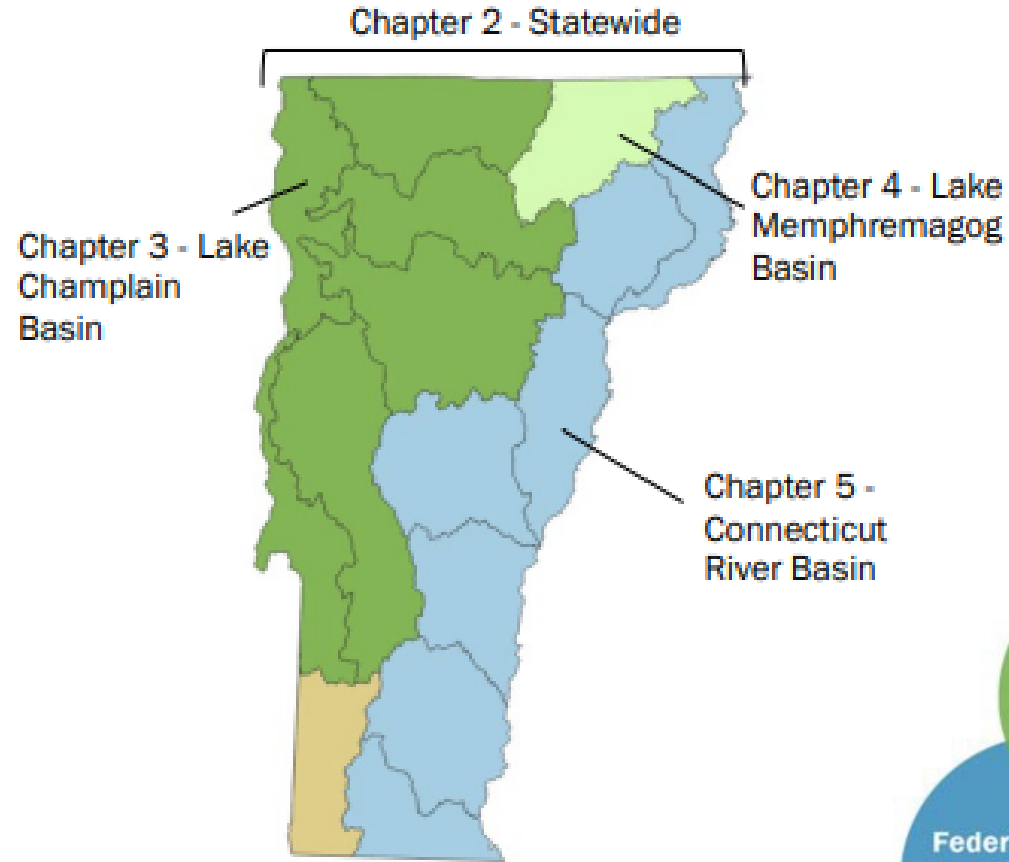 Chapter 2 - Statewide
Chapter 4 - Lake
Memphremagog
Basin
Chapter 3 - Lake
Champlain
Basin
Chapter 5 -
Connecticut
River Basin
Feder